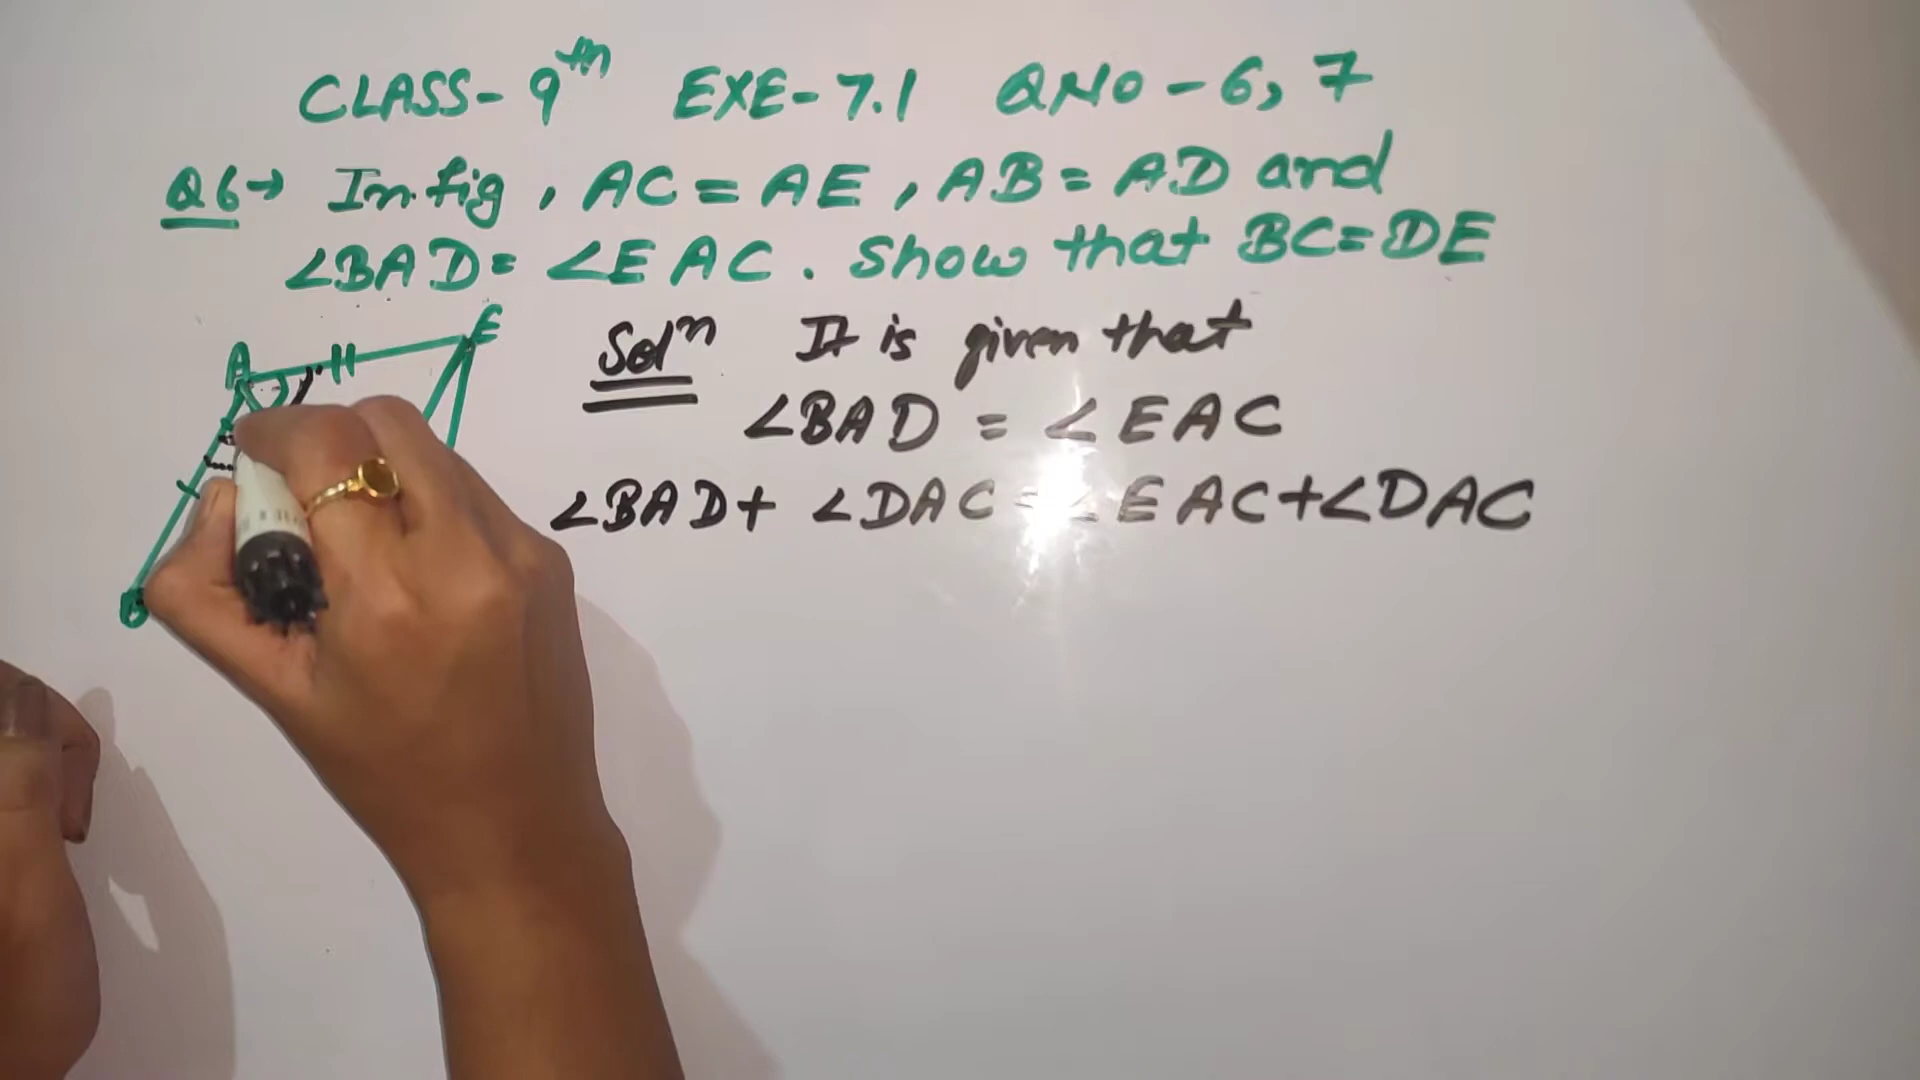 CLASS-9th EXE-7.1 QNO-6,7
Q6→ In fig, AC=AE, AB=AD and
∠BAD=∠EAC. Show that BC=DE
A
E
B
Solⁿ It is given that
∠BAD = ∠EAC
∠BAD+ ∠DAC=∠EAC+∠DAC